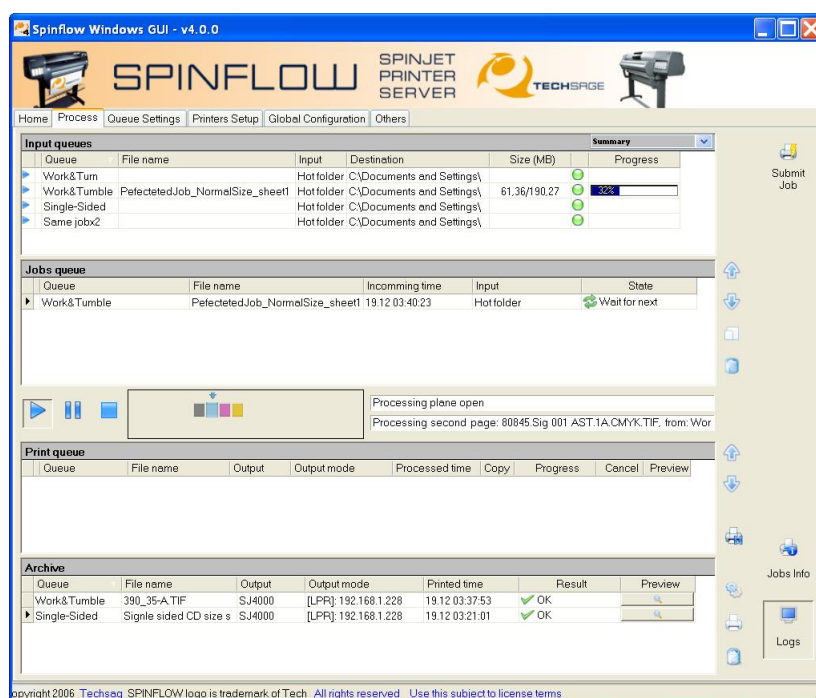 Spinflow Windows GUI - v4.0.0
SPINFLOW SPINJET PRINTER SERVER TECHSAGE
Home Process Queue Settings Printers Setup Global Configuration Others
Input queues Summary
Queue File name Input Destination Size (MB) Progress
Work&Turn Hot folder C:\Documents and Settings\
Work&Tumble PefectetedJob_NormalSize_sheet1 Hot folder C:\Documents and Settings\ 61,36/190,27 32%
Single-Sided Hot folder C:\Documents and Settings\
Same jobx2 Hot folder C:\Documents and Settings\
Submit Job
Jobs queue
Queue File name Incomming time Input State
Work&Tumble PefectetedJob_NormalSize_sheet1 19.12 03:40:23 Hot folder Wait for next
Processing plane open
Processing second page: 80845.Sig 001 AST.1A.CMYK.TIF, from: Wor
Print queue
Queue File name Output Output mode Processed time Copy Progress Cancel Preview
Archive
Queue File name Output Output mode Printed time Result Preview
Work&Tumble 390_35-A.TIF SJ4000 [LPR]: 192.168.1.228 19.12 03:37:53 OK
Single-Sided Signle sided CD size s SJ4000 [LPR]: 192.168.1.228 19.12 03:21:01 OK
Jobs Info
Logs
opyright 2006 Techsag SPINFLOW logo is trademark of Tech All rights reserved Use this subject to license terms